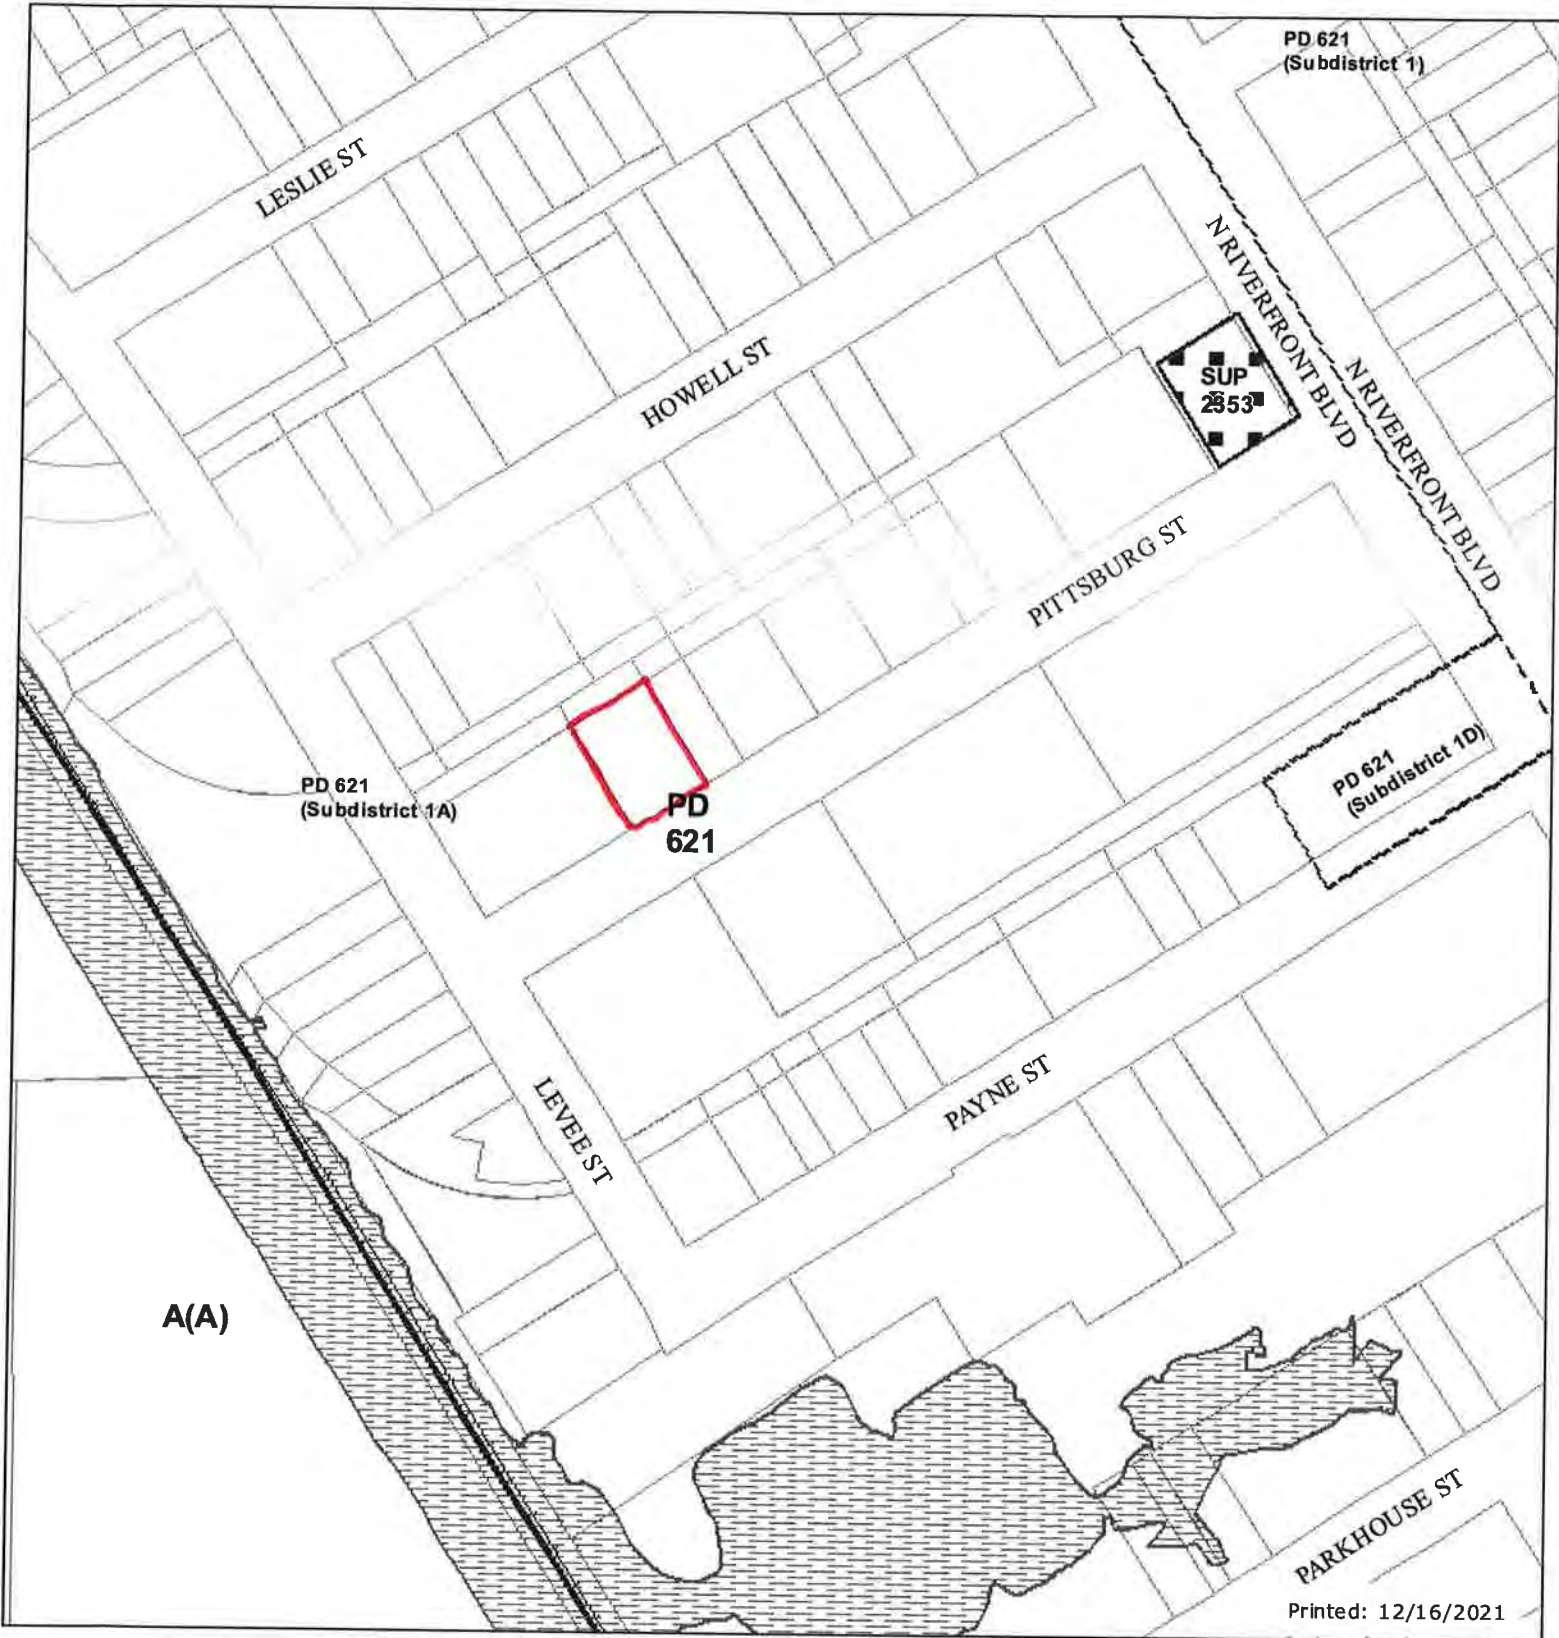 PD 621
(Subdistrict 1)
LESLIE ST
N RIVERFRONT BLVD
HOWELL ST
SUP
2353
N RIVERFRONT BLVD
PITTSBURG ST
PD 621
(Subdistrict 1D)
PD 621
(Subdistrict 1A)
PD
621
LEVEE ST
PAYNE ST
A(A)
PARKHOUSE ST
Printed: 12/16/2021